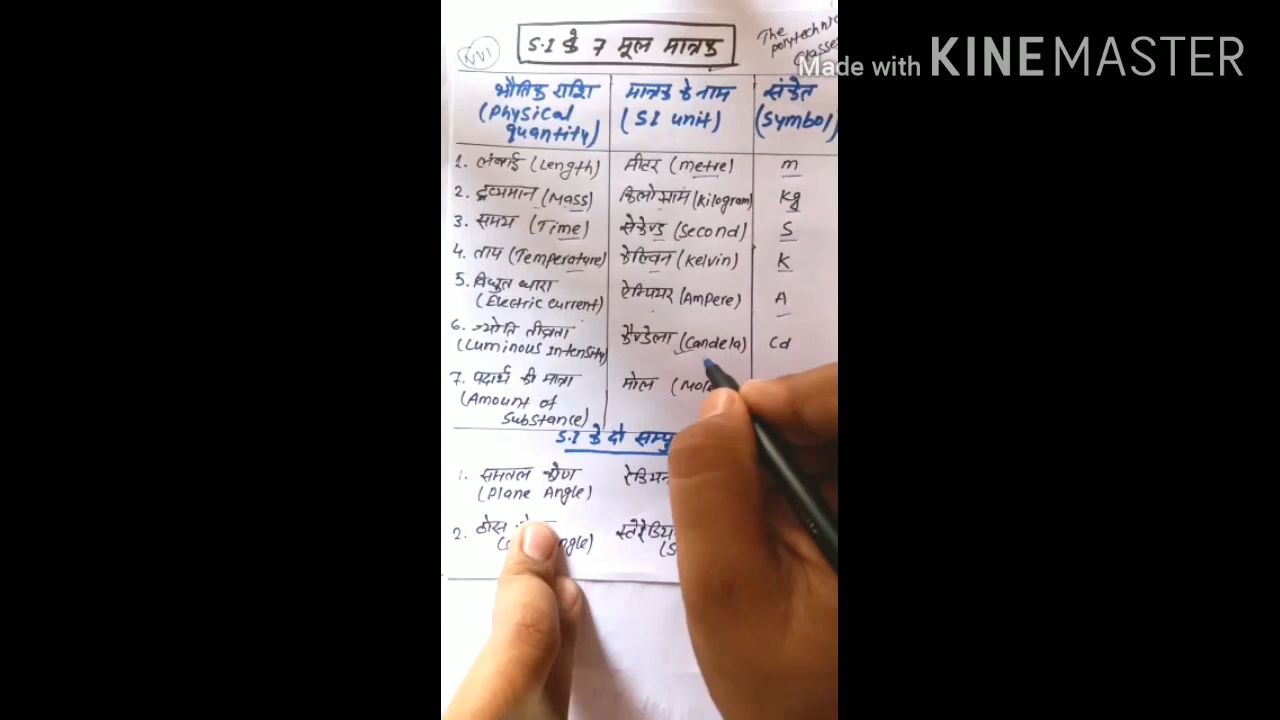 S.I के 7 मूल मात्रक
The
polytechnic
Classes
Made with KINEMASTER
भौतिक राशि मात्रक के नाम संकेत
(Physical (SI unit) (Symbol)
quantity)
1. लंबाई (Length) मीटर (metre) m
2. द्रव्यमान (Mass) किलोग्राम (Kilogram) Kg
3. समय (Time) सेकेण्ड (Second) S
4. ताप (Temperature) केल्विन (Kelvin) K
5. विद्युत धारा ऐम्पियर (Ampere) A
(Electric current)
6. ज्योति तीव्रता कैण्डेला (Candela) Cd
(Luminous Intensity)
7. पदार्थ की मात्रा मोल (Mole
(Amount of
Substance)
S.I के दो
1. समतल कोण रेडियन
(Plane Angle)
2. ठोस